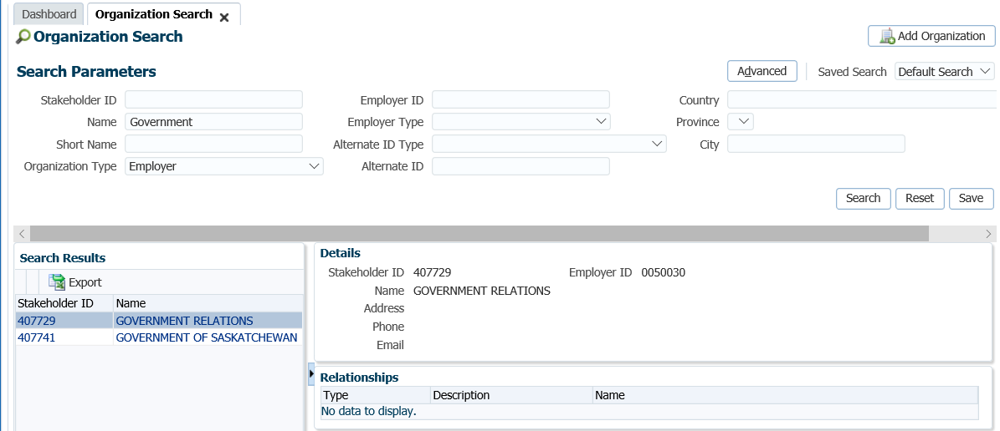 Dashboard Organization Search
Organization Search Add Organization
Search Parameters Advanced Saved Search Default Search
Stakeholder ID Employer ID Country
Name Government Employer Type Province
Short Name Alternate ID Type City
Organization Type Employer Alternate ID
Search Reset Save
Search Results
Export
Stakeholder ID Name
407729 GOVERNMENT RELATIONS
407741 GOVERNMENT OF SASKATCHEWAN
Details
Stakeholder ID 407729 Employer ID 0050030
Name GOVERNMENT RELATIONS
Address
Phone
Email
Relationships
Type Description Name
No data to display.